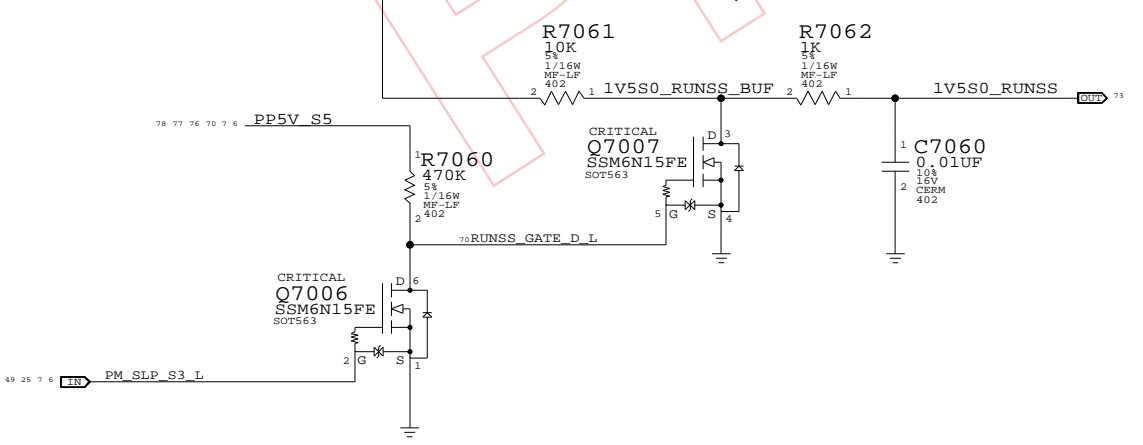 R7061
10K
5%
1/16W
MF-LF
402
2
1
1V5S0_RUNSS_BUF
R7062
1K
5%
1/16W
MF-LF
402
2
1
1V5S0_RUNSS
OUT
73
78 77 76 70 7 6
PP5V_S5
1
R7060
470K
5%
1/16W
MF-LF
402
2
CRITICAL
Q7007
SSM6N15FE
SOT563
D
3
5
G
S
4
1
C7060
0.01UF
10%
16V
CERM
402
2
70RUNSS_GATE_D_L
CRITICAL
Q7006
SSM6N15FE
SOT563
D
6
2
G
S
1
49 25 7 6
IN
PM_SLP_S3_L